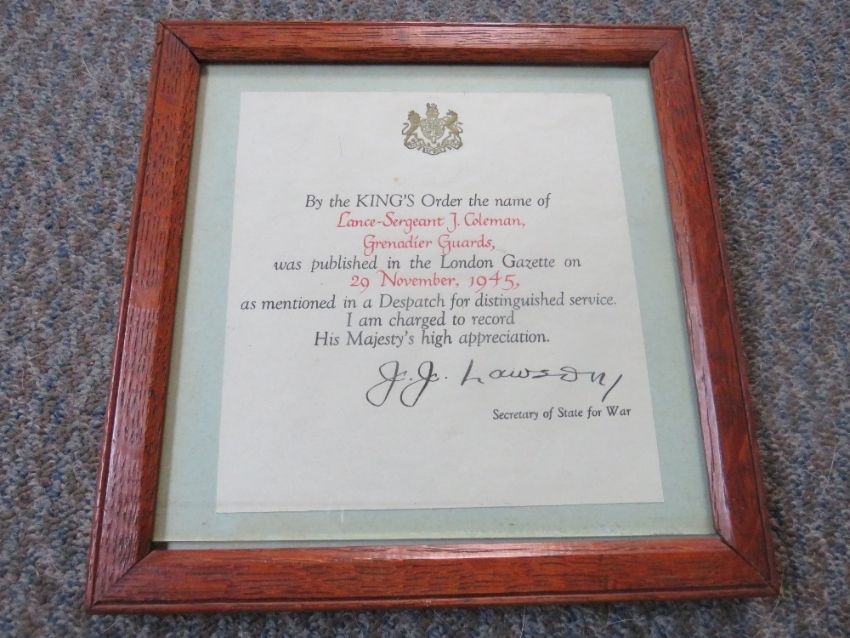 By the KING'S Order the name of
Lance-Sergeant J. Coleman,
Grenadier Guards,
was published in the London Gazette on
29 November, 1945,
as mentioned in a Despatch for distinguished service.
I am charged to record
His Majesty's high appreciation.
J. J. Lawson
Secretary of State for War